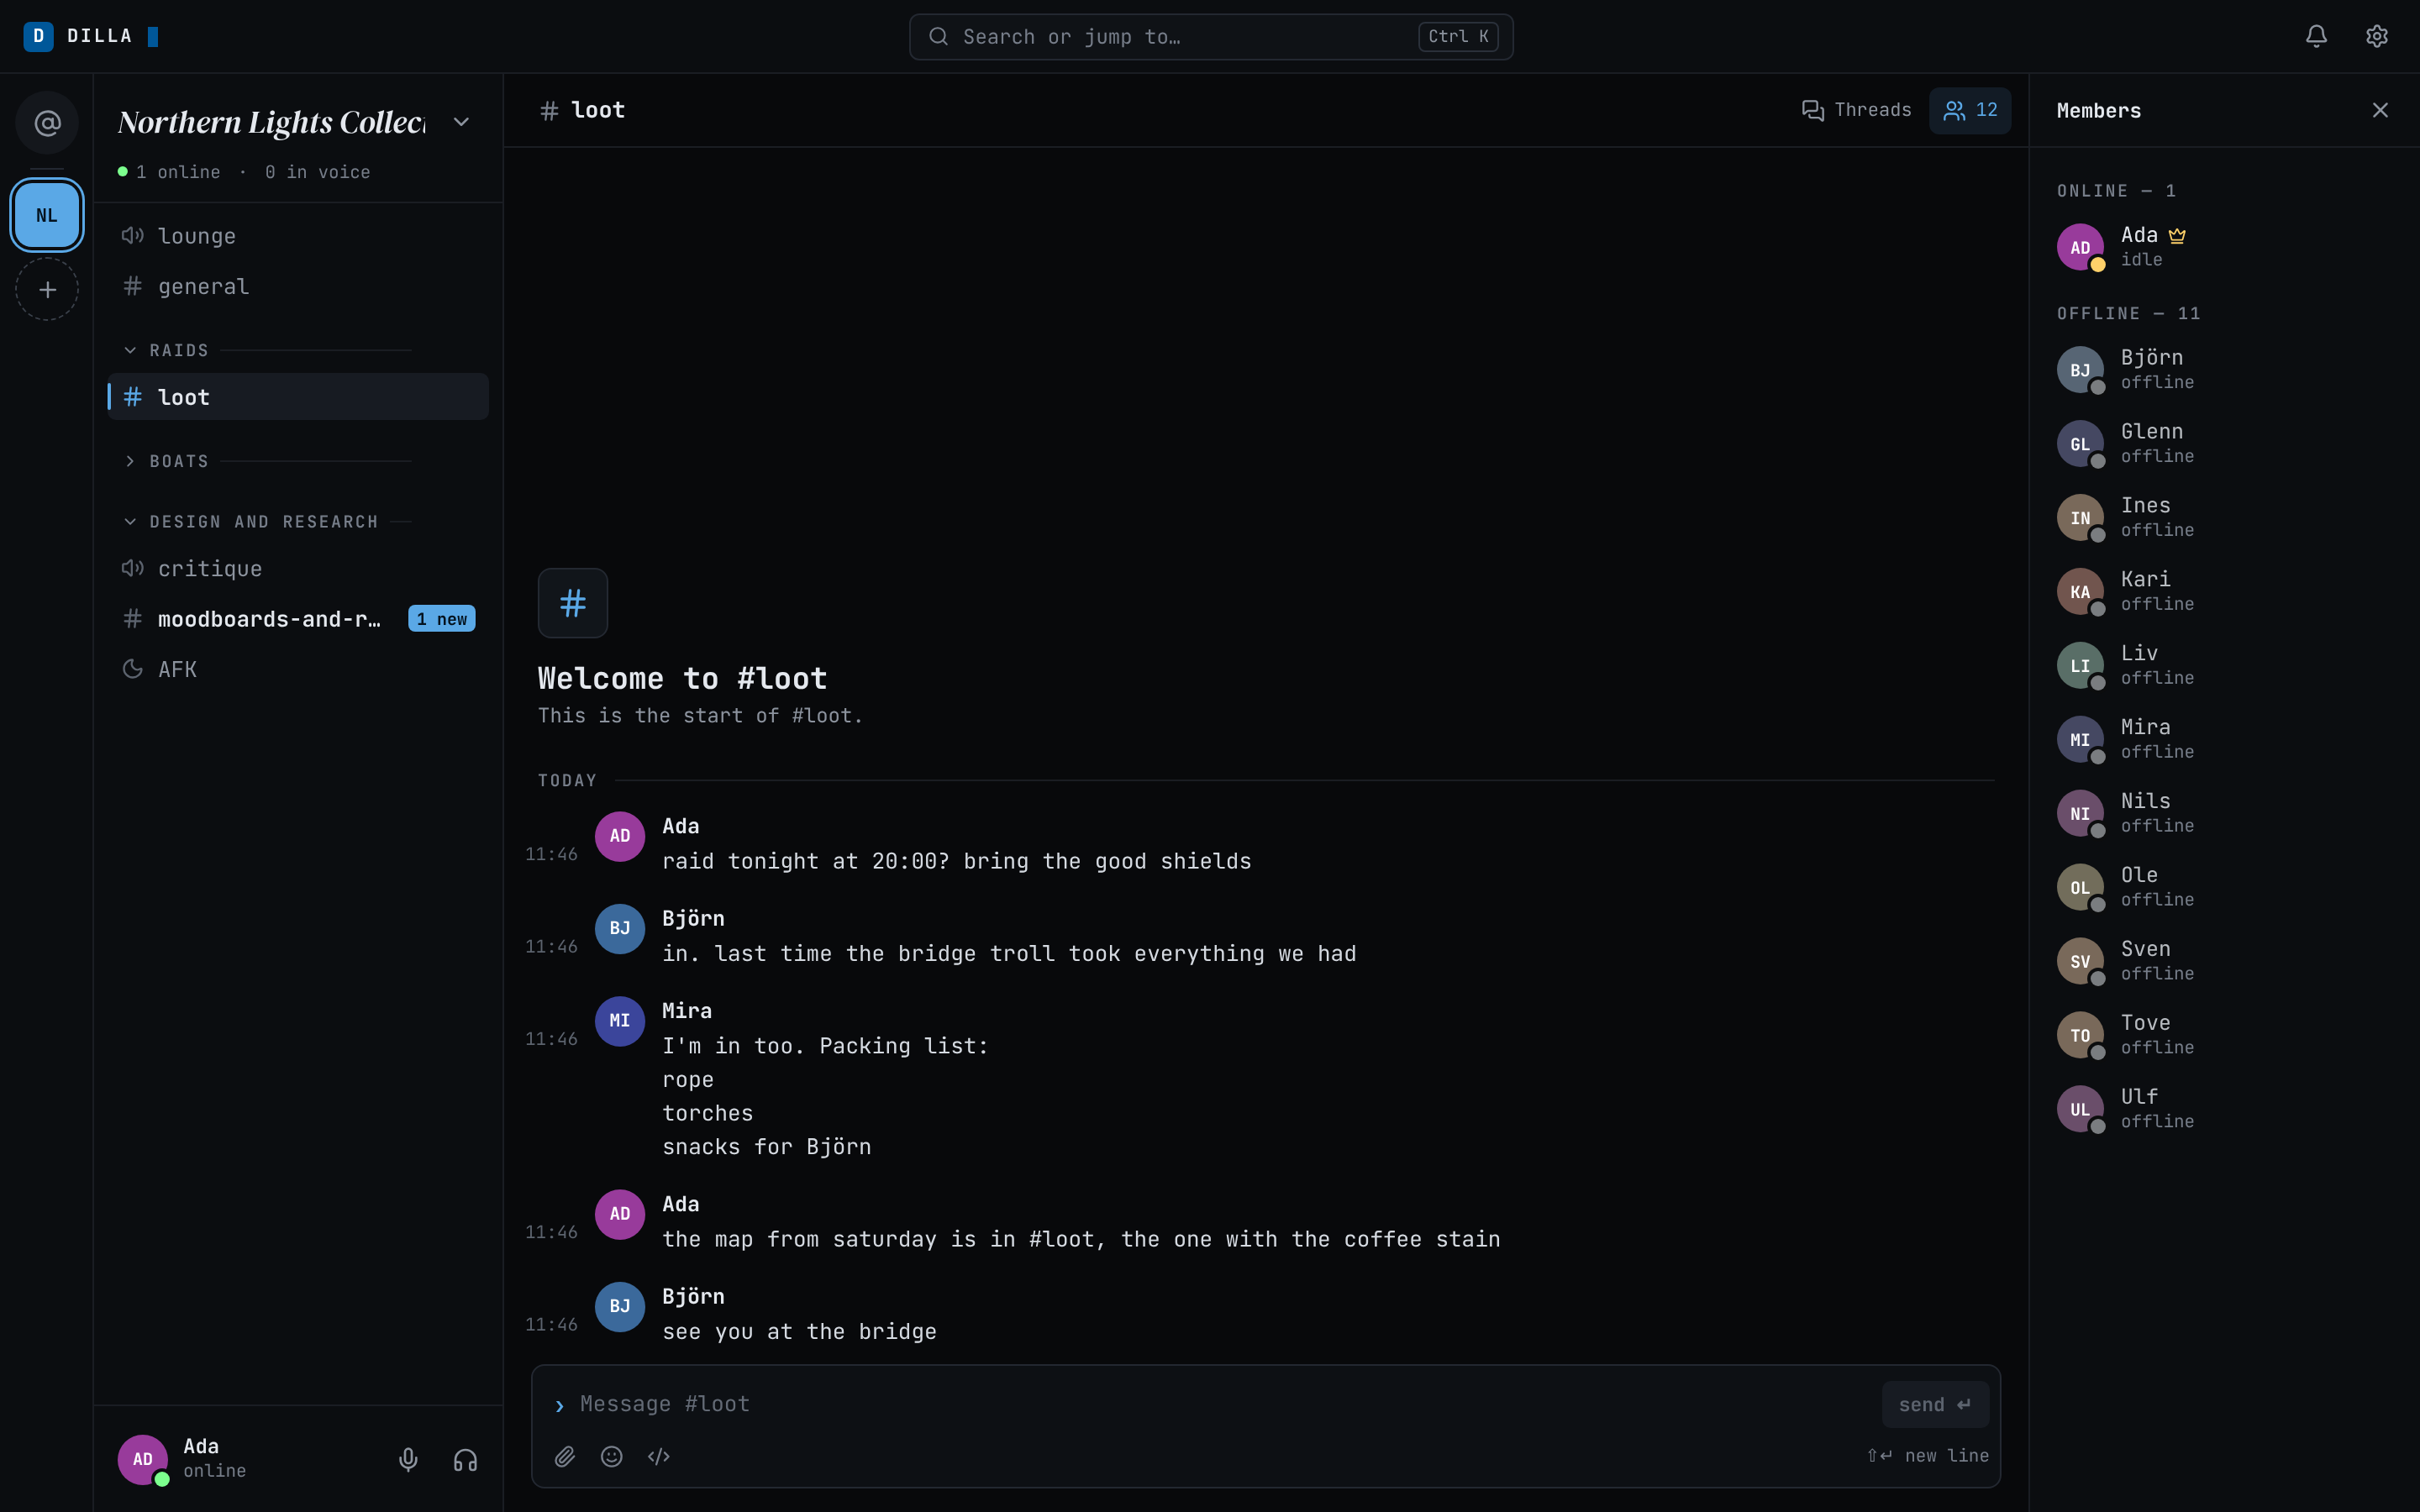 D DILLA
Search or jump to…
Ctrl K
NL
Northern Lights Collec
1 online · 0 in voice
lounge
general
RAIDS
loot
BOATS
DESIGN AND RESEARCH
critique
moodboards-and-r…
1 new
AFK
AD
Ada
online
# loot
Threads
12
Welcome to #loot
This is the start of #loot.
TODAY
AD
Ada
11:46
raid tonight at 20:00? bring the good shields
BJ
Björn
11:46
in. last time the bridge troll took everything we had
MI
Mira
11:46
I'm in too. Packing list:
rope
torches
snacks for Björn
AD
Ada
11:46
the map from saturday is in #loot, the one with the coffee stain
BJ
Björn
11:46
see you at the bridge
› Message #loot
send ↵
⇧↵ new line
Members
ONLINE — 1
AD
Ada
idle
OFFLINE — 11
BJ
Björn
offline
GL
Glenn
offline
IN
Ines
offline
KA
Kari
offline
LI
Liv
offline
MI
Mira
offline
NI
Nils
offline
OL
Ole
offline
SV
Sven
offline
TO
Tove
offline
UL
Ulf
offline